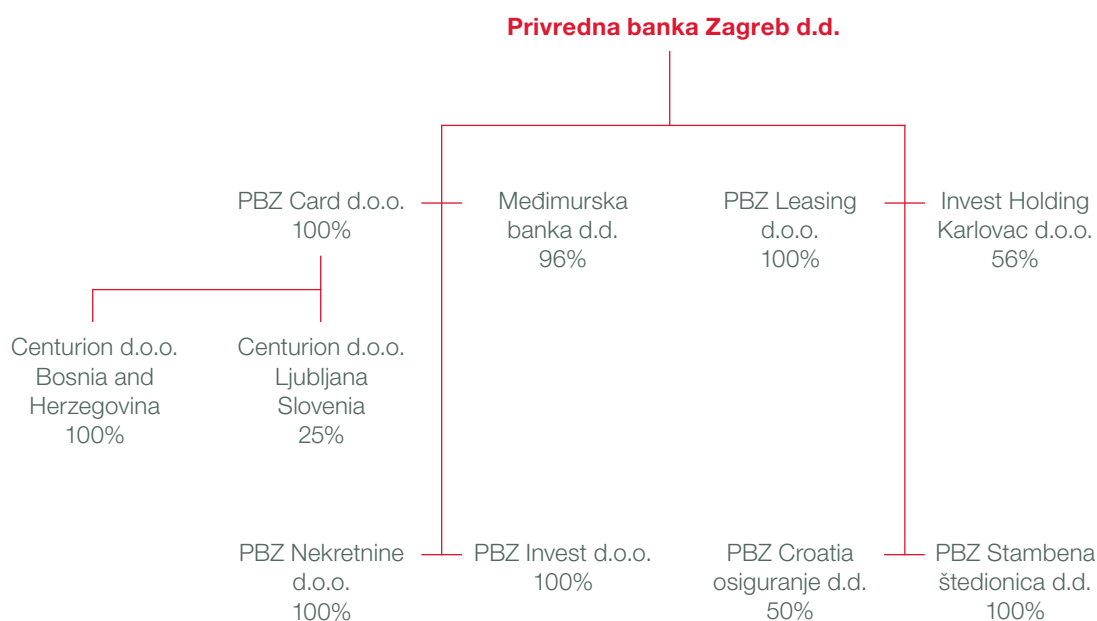 Privredna banka Zagreb d.d.
PBZ Card d.o.o.
100%
Međimurska
banka d.d.
96%
PBZ Leasing
d.o.o.
100%
Invest Holding
Karlovac d.o.o.
56%
Centurion d.o.o.
Bosnia and
Herzegovina
100%
Centurion d.o.o.
Ljubljana
Slovenia
25%
PBZ Nekretnine
d.o.o.
100%
PBZ Invest d.o.o.
100%
PBZ Croatia
osiguranje d.d.
50%
PBZ Stambena
štedionica d.d.
100%